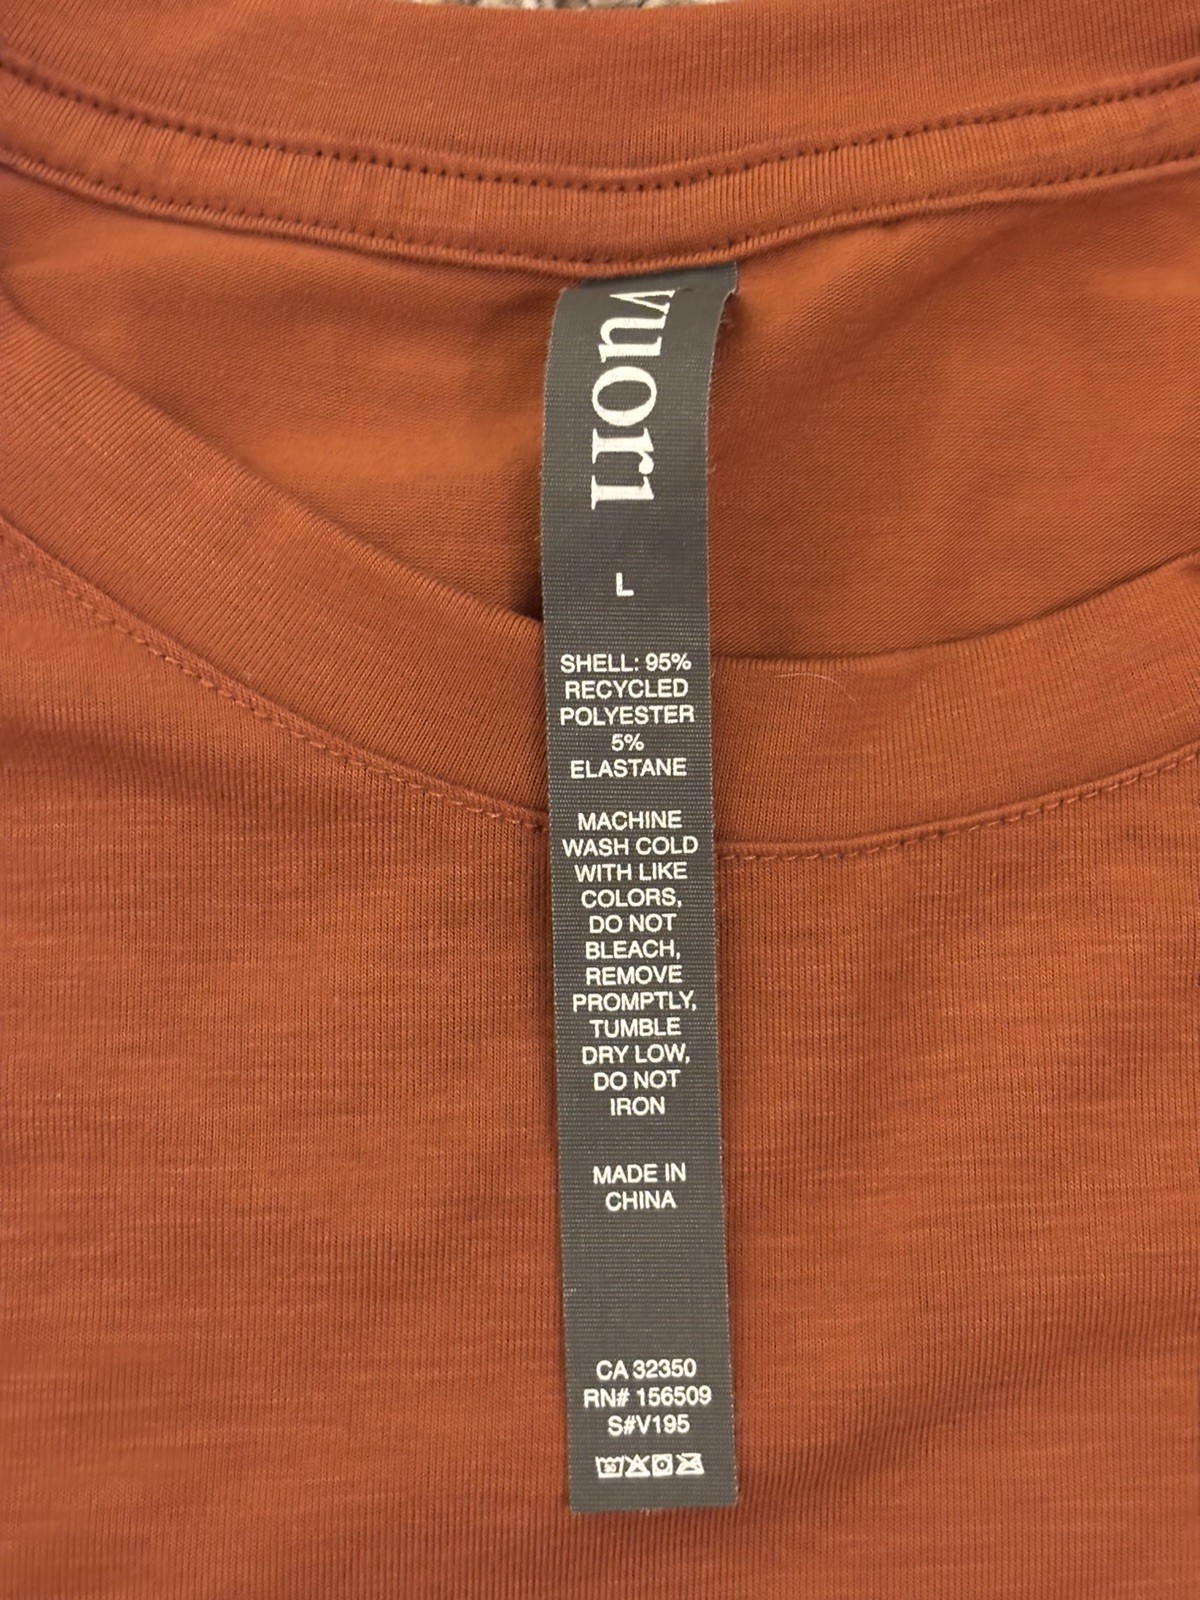 vuori
L
SHELL: 95%
RECYCLED
POLYESTER
5%
ELASTANE
MACHINE
WASH COLD
WITH LIKE
COLORS,
DO NOT
BLEACH,
REMOVE
PROMPTLY,
TUMBLE
DRY LOW,
DO NOT
IRON
MADE IN
CHINA
CA 32350
RN# 156509
S#V195
30